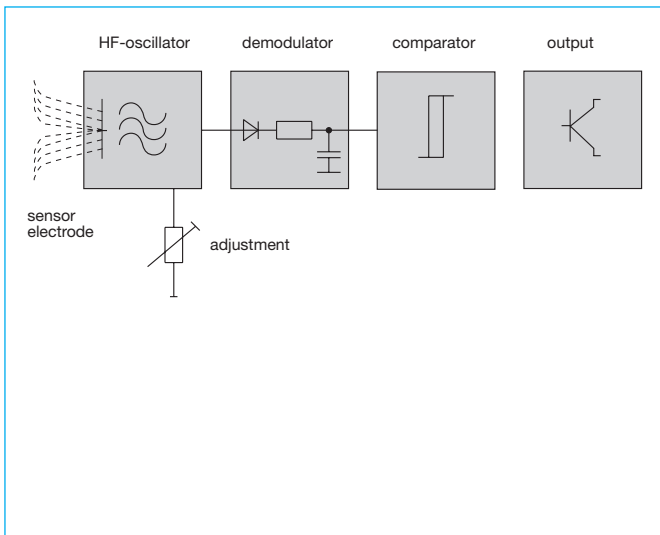 HF-oscillator
demodulator
comparator
output
sensor
electrode
adjustment